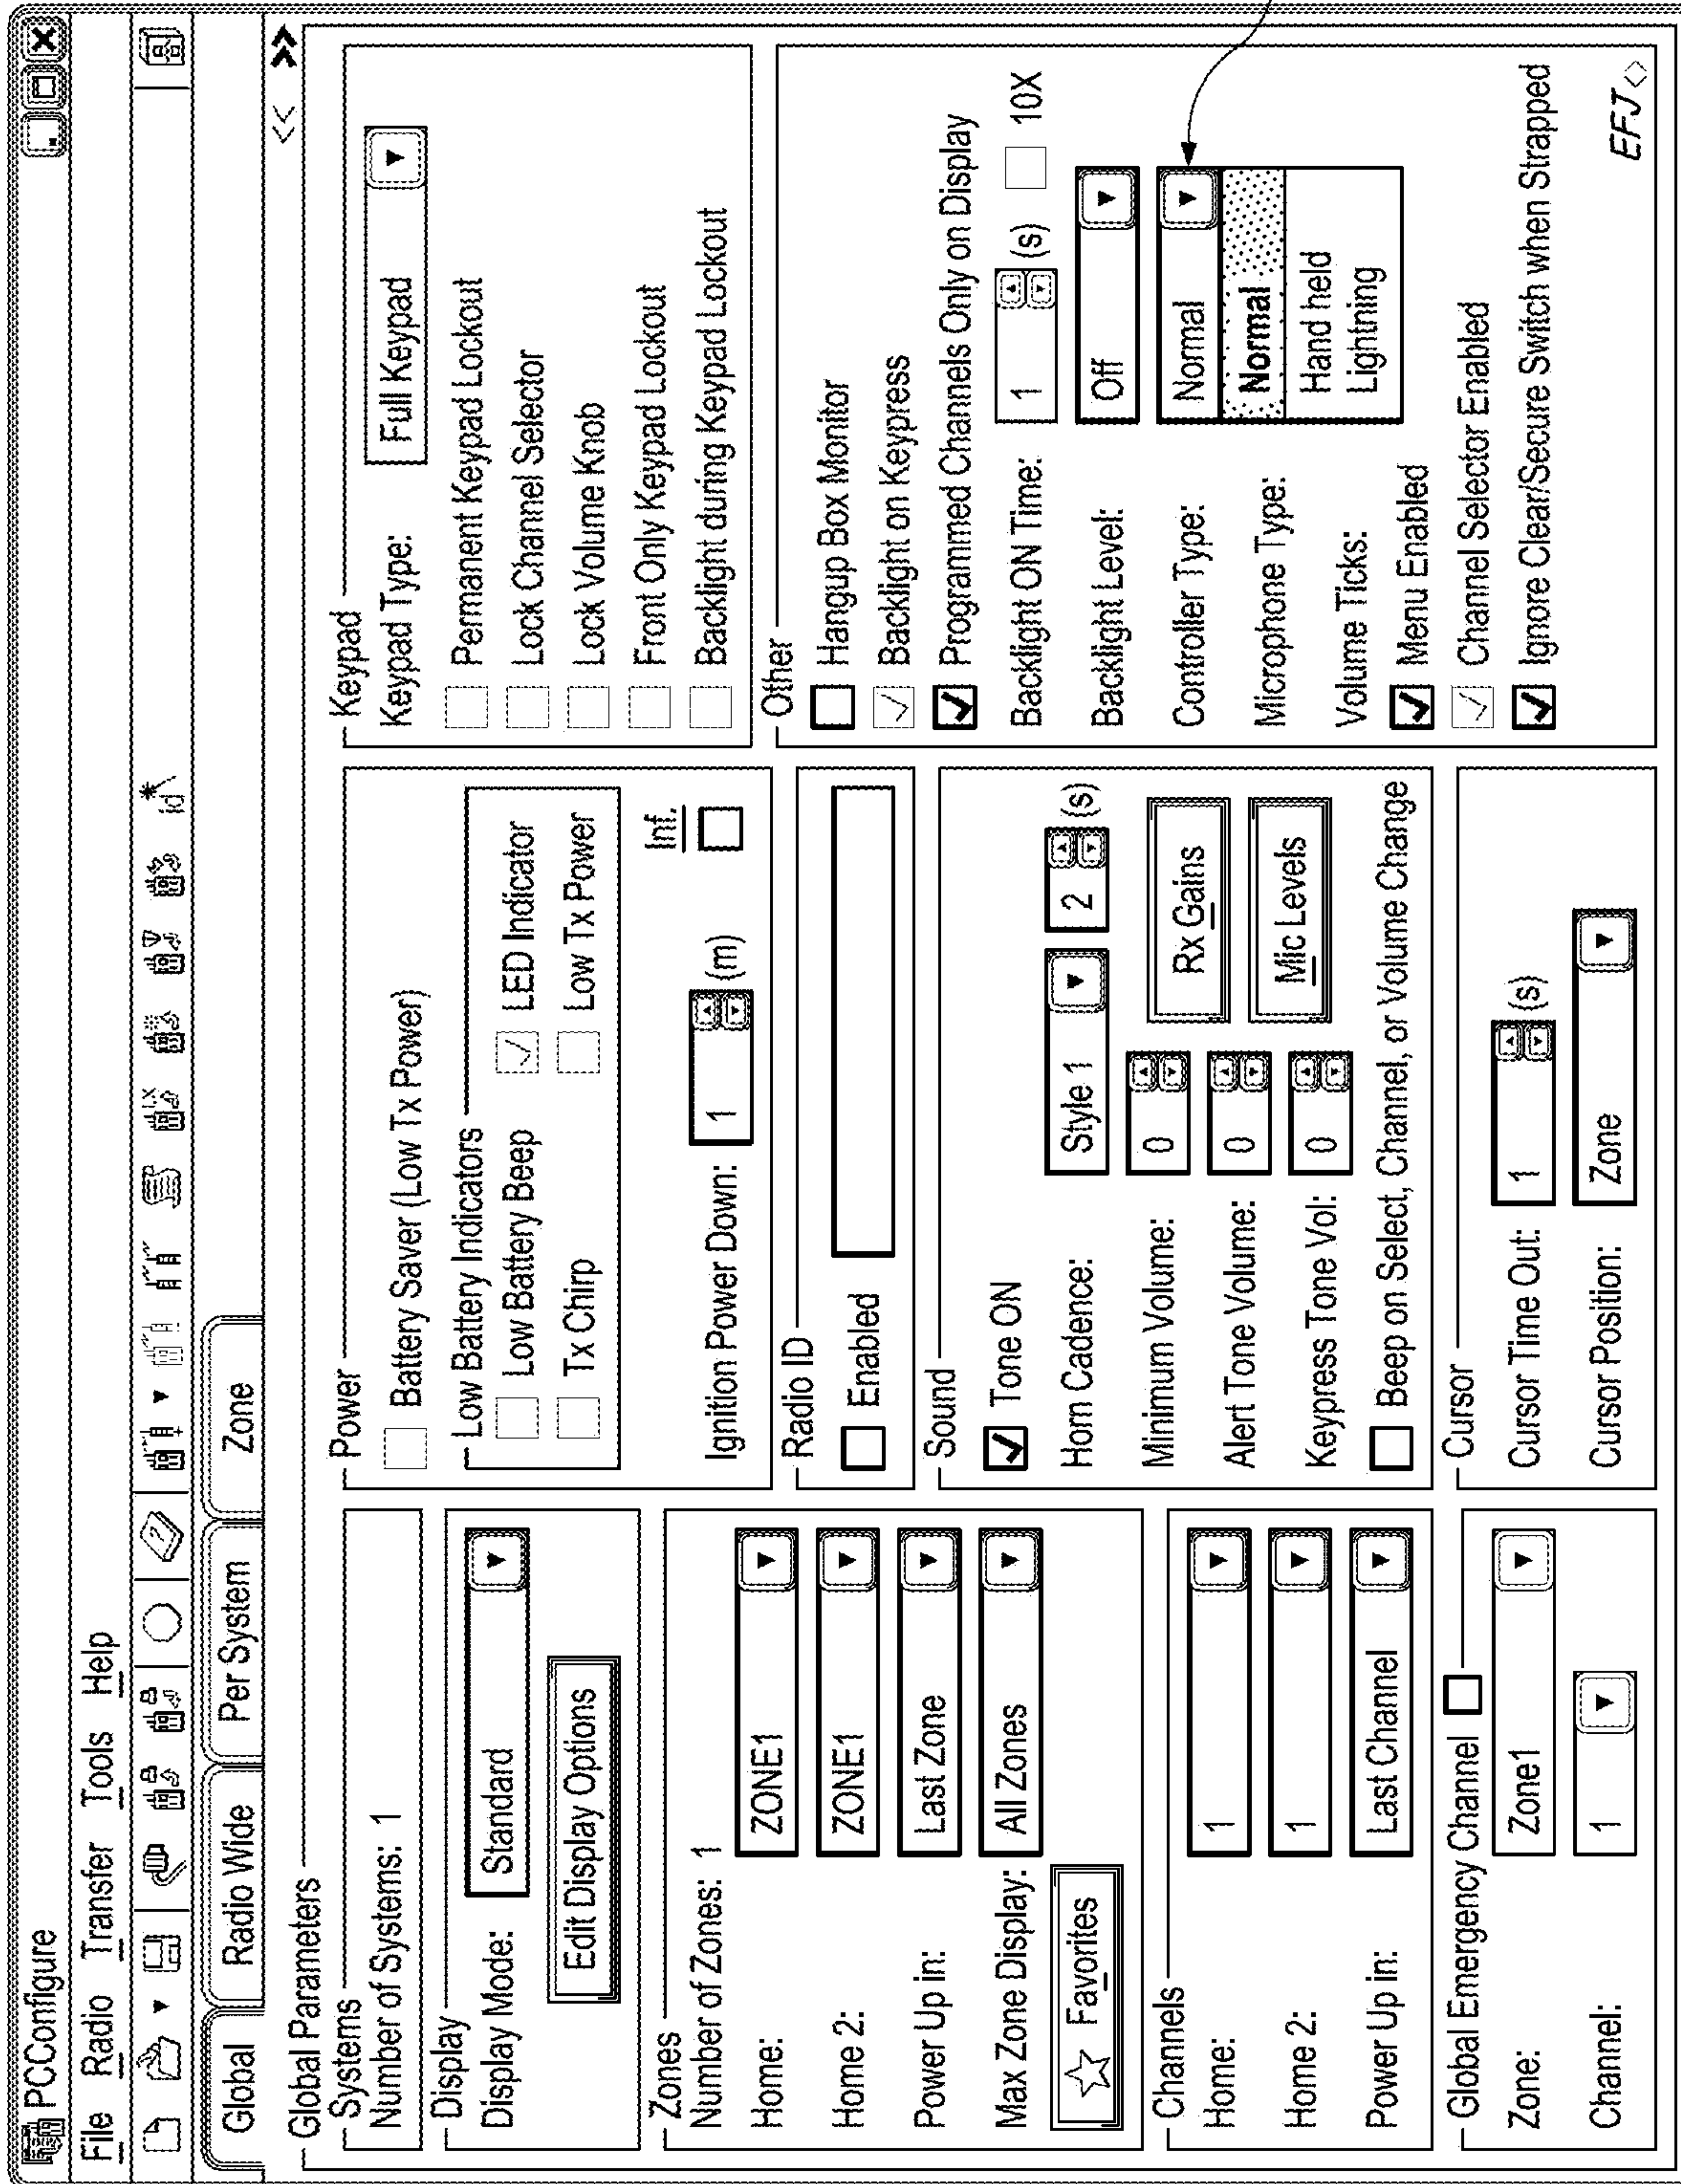 PCConfigure
File Radio Transfer Tools Help
Global Radio Wide Per System Zone
<< >>
Global Parameters
Systems
Number of Systems: 1
Display
Display Mode: Standard
Edit Display Options
Zones
Number of Zones: 1
Home: ZONE1
Home 2: ZONE1
Power Up in: Last Zone
Max Zone Display: All Zones
Favorites
Channels
Home: 1
Home 2: 1
Power Up in: Last Channel
Global Emergency Channel
Zone: Zone1
Channel: 1
Power
Battery Saver (Low Tx Power)
Low Battery Indicators
Low Battery Beep LED Indicator
Tx Chirp Low Tx Power
Inf.
Ignition Power Down: 1 (m)
Radio ID
Enabled
Sound
Tone ON
Horn Cadence: Style 1 2 (s)
Minimum Volume: 0 Rx Gains
Alert Tone Volume: 0 Mic Levels
Keypress Tone Vol: 0
Beep on Select, Channel, or Volume Change
Cursor
Cursor Time Out: 1 (s)
Cursor Position: Zone
Keypad
Keypad Type: Full Keypad
Permanent Keypad Lockout
Lock Channel Selector
Lock Volume Knob
Front Only Keypad Lockout
Backlight during Keypad Lockout
Other
Hangup Box Monitor
Backlight on Keypress
Programmed Channels Only on Display
Backlight ON Time: 1 (s) 10X
Backlight Level: Off
Controller Type: Normal
Normal
Microphone Type: Hand held
Volume Ticks: Lightning
Menu Enabled
Channel Selector Enabled
Ignore Clear/Secure Switch when Strapped
EFJ